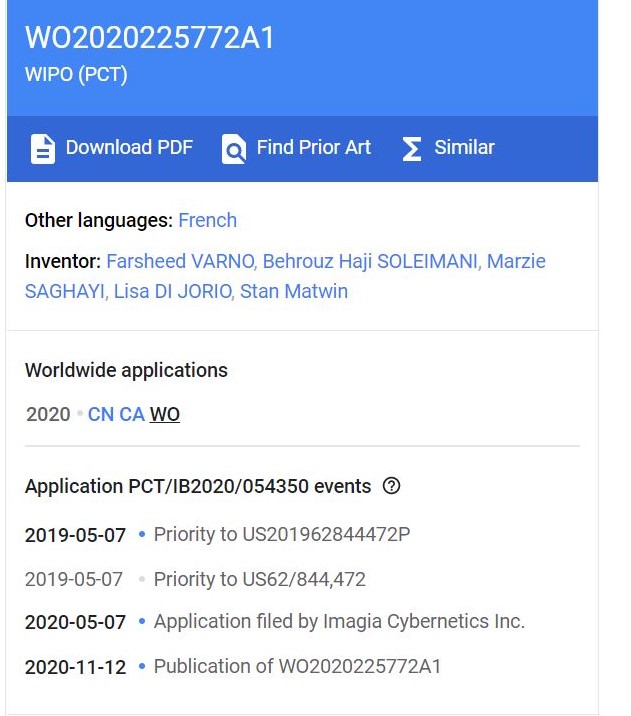 WO2020225772A1
WIPO (PCT)
Download PDF Find Prior Art Similar
Other languages: French
Inventor: Farsheed VARNO, Behrouz Haji SOLEIMANI, Marzie
SAGHAYI, Lisa DI JORIO, Stan Matwin
Worldwide applications
2020 • CN CA WO
Application PCT/IB2020/054350 events ?
2019-05-07 • Priority to US201962844472P
2019-05-07 • Priority to US62/844,472
2020-05-07 • Application filed by Imagia Cybernetics Inc.
2020-11-12 • Publication of WO2020225772A1